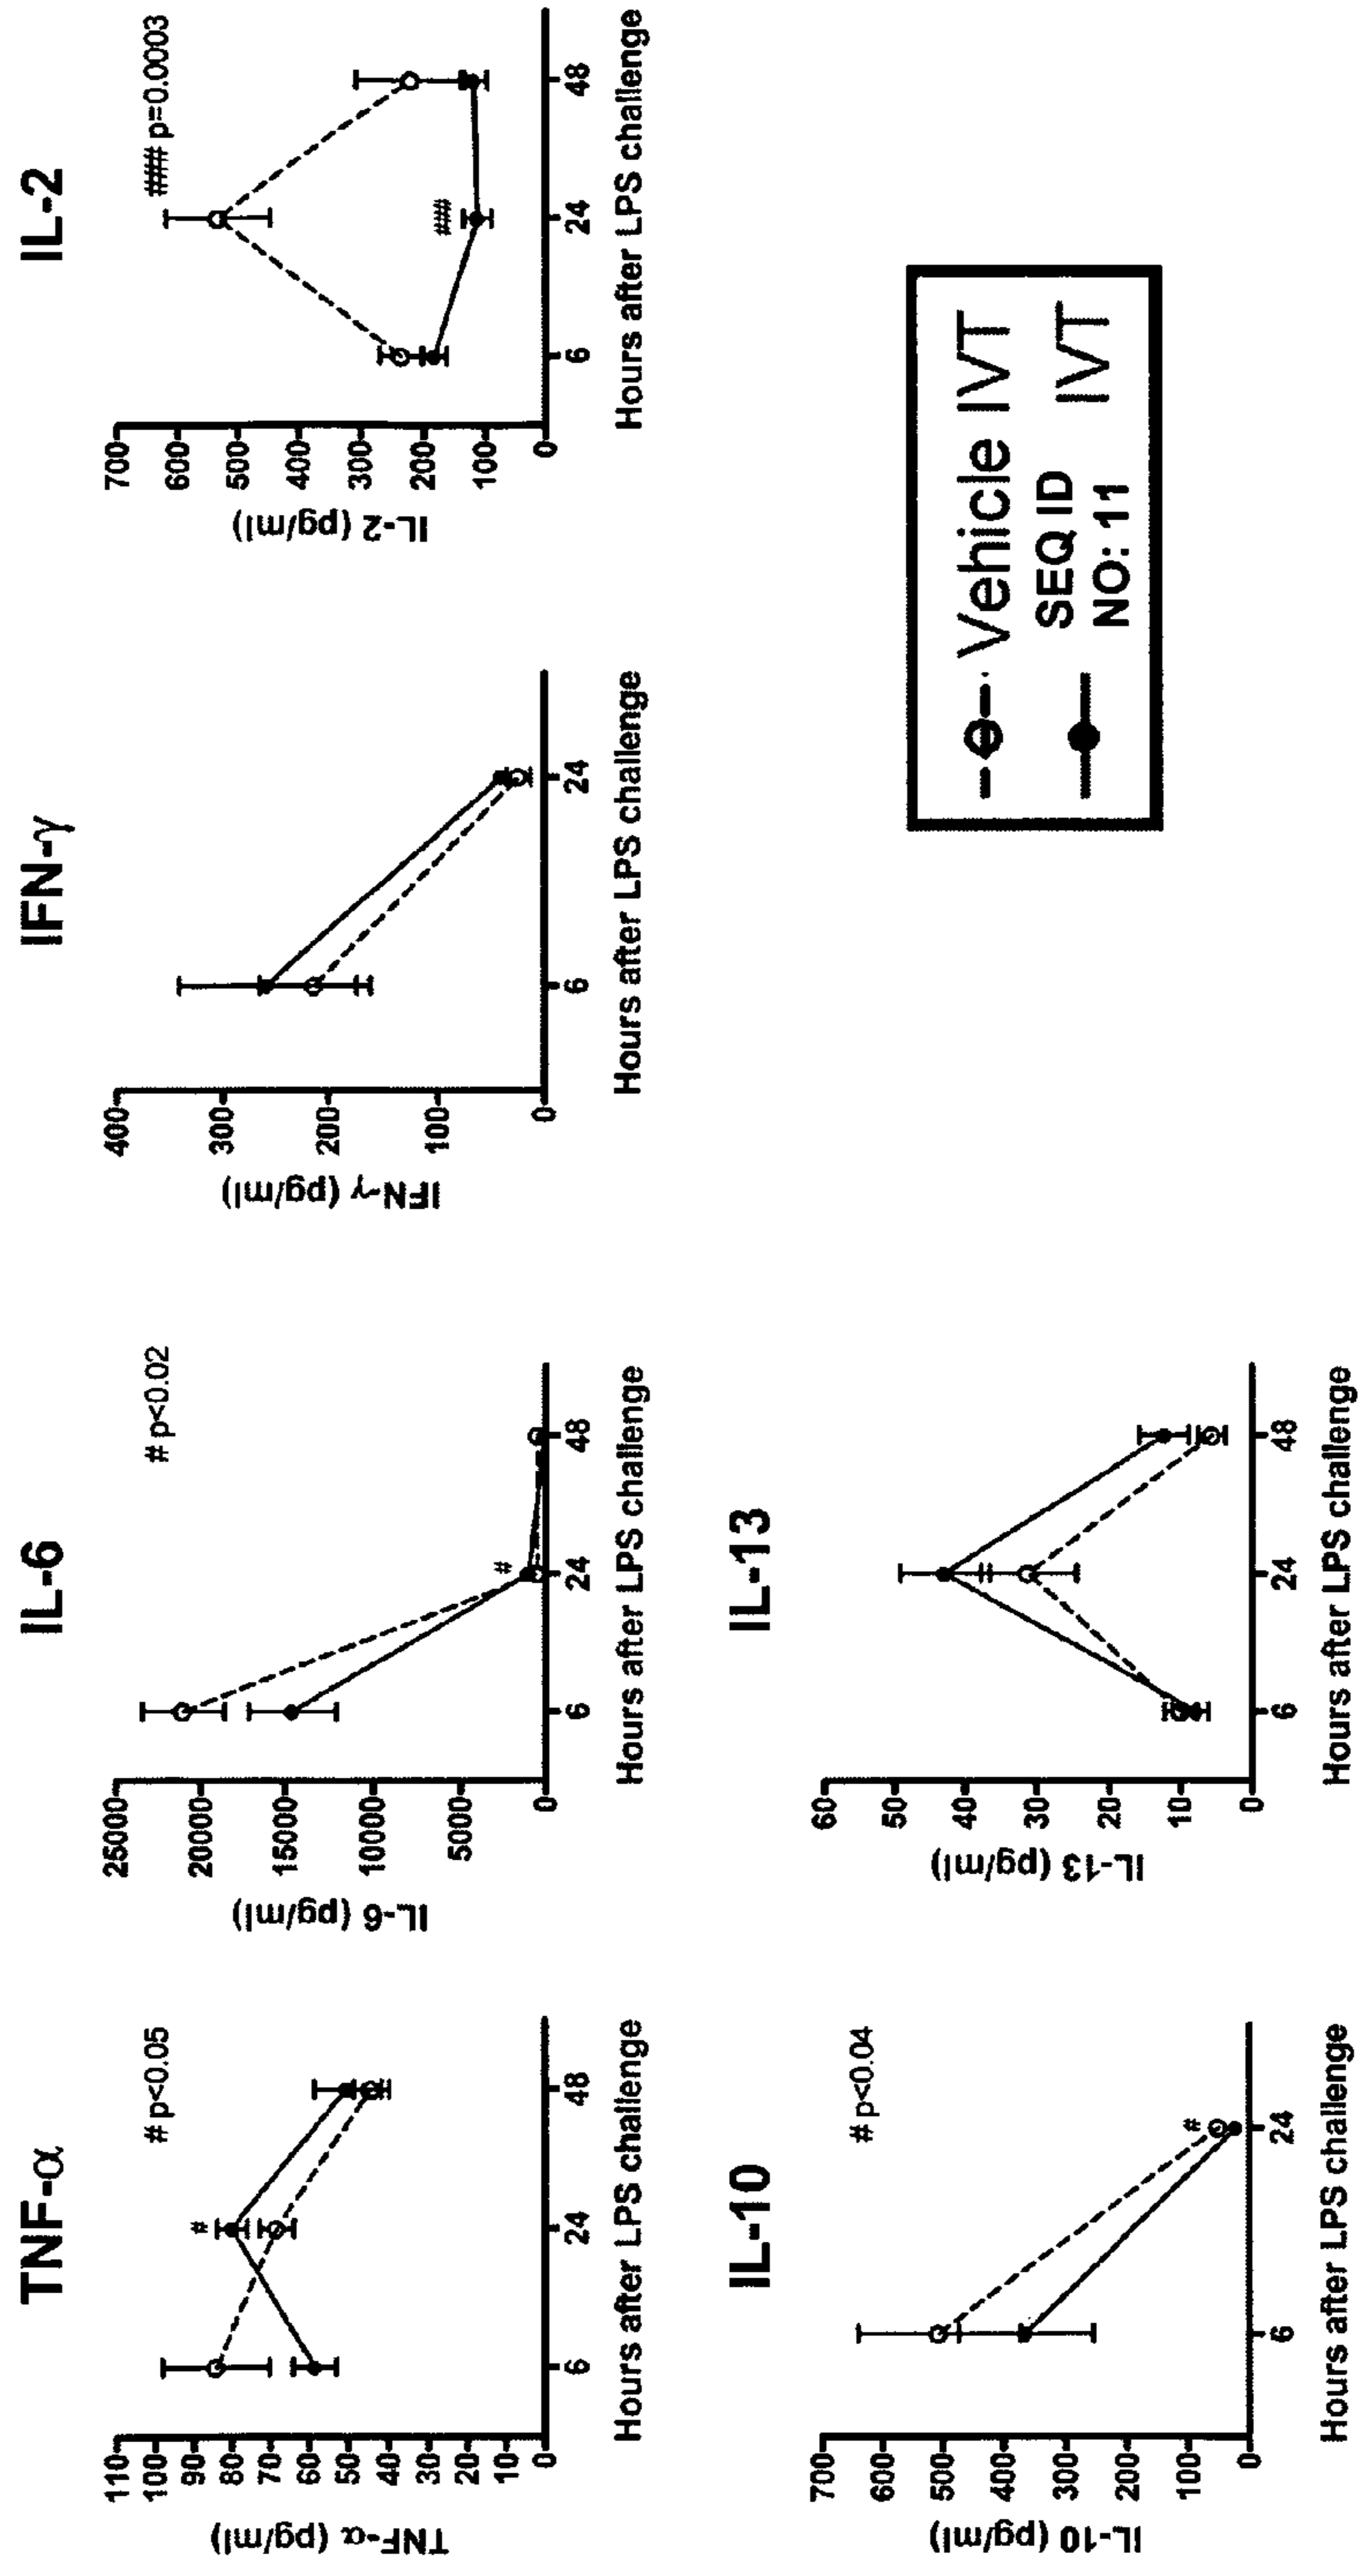 TNF-α
# p<0.05
#
110
100
90
80
70
60
50
40
30
20
10
0
TNF-α (pg/ml)
6
24
48
Hours after LPS challenge
IL-6
# p<0.02
#
25000
20000
15000
10000
5000
0
IL-6 (pg/ml)
6
24
48
Hours after LPS challenge
IFN-γ
400
300
200
100
0
IFN-γ (pg/ml)
6
24
Hours after LPS challenge
IL-2
### p=0.0003
###
700
600
500
400
300
200
100
0
IL-2 (pg/ml)
6
24
48
Hours after LPS challenge
IL-10
# p<0.04
#
700
600
500
400
300
200
100
0
IL-10 (pg/ml)
6
24
Hours after LPS challenge
IL-13
60
50
40
30
20
10
0
IL-13 (pg/ml)
6
24
48
Hours after LPS challenge
Vehicle IVT
SEQ ID IVT
NO: 11